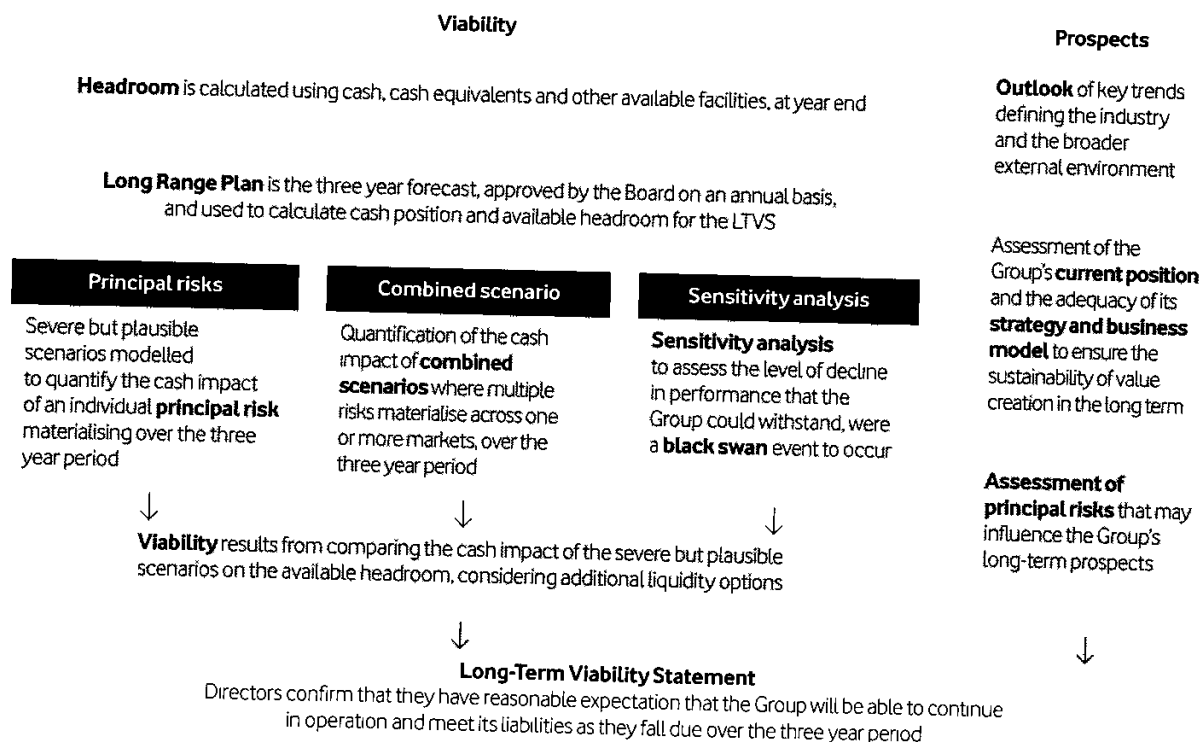 Viability
Headroom is calculated using cash, cash equivalents and other available facilities, at year end
Long Range Plan is the three year forecast, approved by the Board on an annual basis,
and used to calculate cash position and available headroom for the LTVS
Principal risks
Severe but plausible
scenarios modelled
to quantify the cash impact
of an individual principal risk
materialising over the three
year period
Combined scenario
Quantification of the cash
impact of combined
scenarios where multiple
risks materialise across one
or more markets, over the
three year period
Sensitivity analysis
Sensitivity analysis
to assess the level of decline
in performance that the
Group could withstand, were
a black swan event to occur
Viability results from comparing the cash impact of the severe but plausible
scenarios on the available headroom, considering additional liquidity options
Prospects
Outlook of key trends
defining the industry
and the broader
external environment
Assessment of the
Group's current position
and the adequacy of its
strategy and business
model to ensure the
sustainability of value
creation in the long term
Assessment of
principal risks that may
influence the Group's
long-term prospects
Long-Term Viability Statement
Directors confirm that they have reasonable expectation that the Group will be able to continue
in operation and meet its liabilities as they fall due over the three year period